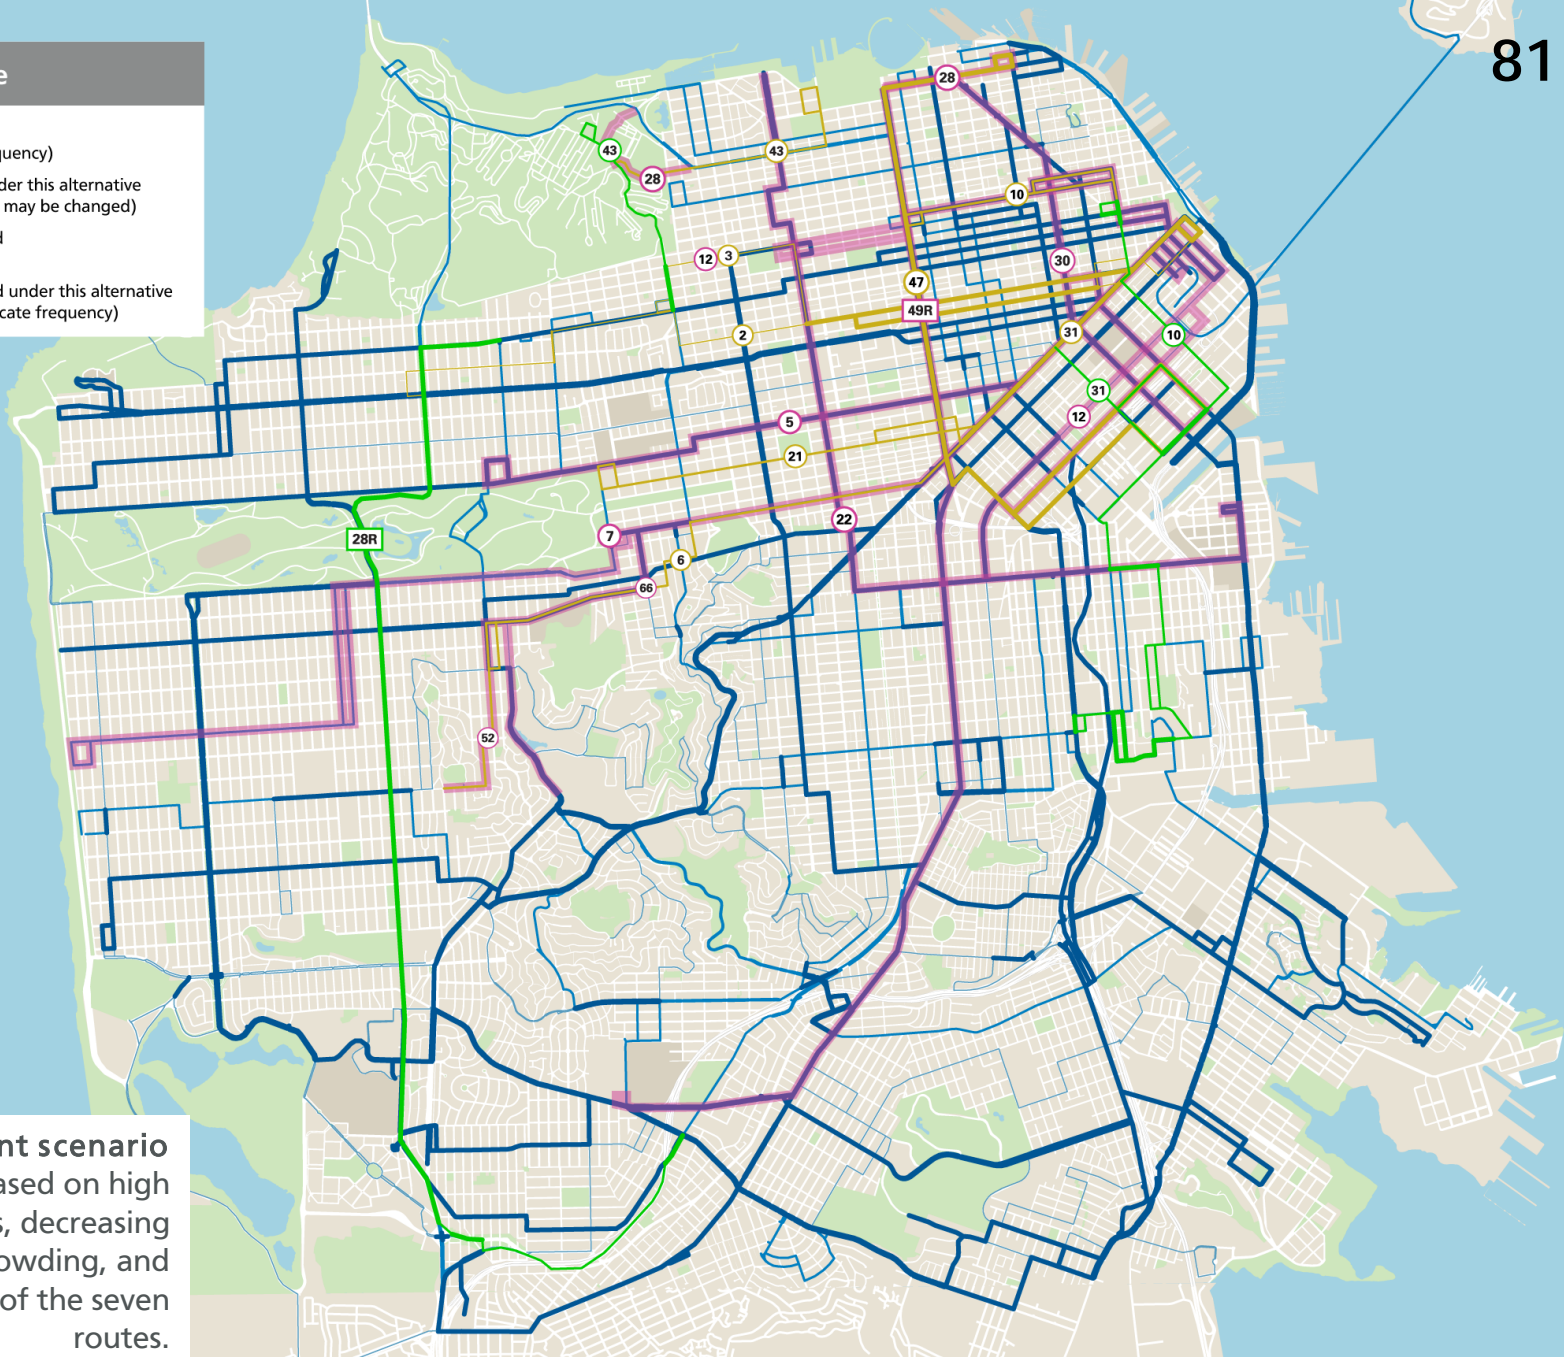 e
quency)
der this alternative
may be changed)
d
d under this alternative
cate frequency)
81
28
43
43
28
10
12
3
30
47
49R
2
31
10
31
12
5
21
22
7
28R
6
66
52
nt scenario
ased on high
s, decreasing
owding, and
of the seven
routes.